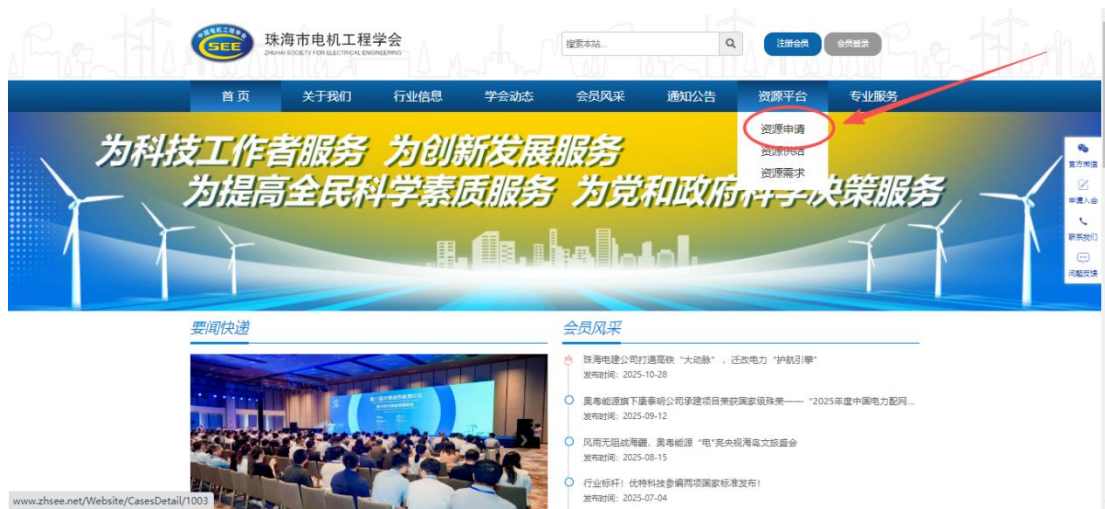 SEE
珠海市电机工程学会
ZHUHAI SOCIETY FOR ELECTRICAL ENGINEERING
搜索本站...
注册会员
会员登录
首 页
关于我们
行业信息
学会动态
会员风采
通知公告
资源平台
专业服务
资源申请
资源供给
资源需求
为科技工作者服务 为创新发展服务
为提高全民科学素质服务 为党和政府科学决策服务
官方微信
申请入会
联系我们
问题反馈
要闻快递
会员风采
珠海电建公司打通高铁“大动脉”，迁改电力“护航引擎”
发布时间：2025-10-28
奥粤能源旗下康泰明公司承建项目荣获国家级殊荣——“2025年度中国电力配网...
发布时间：2025-09-12
风雨无阻战海疆，奥粤能源“电”亮央视海岛文旅盛会
发布时间：2025-08-15
行业标杆！优特科技参编两项国家标准发布！
发布时间：2025-07-04
www.zhsee.net/Website/CasesDetail/1003